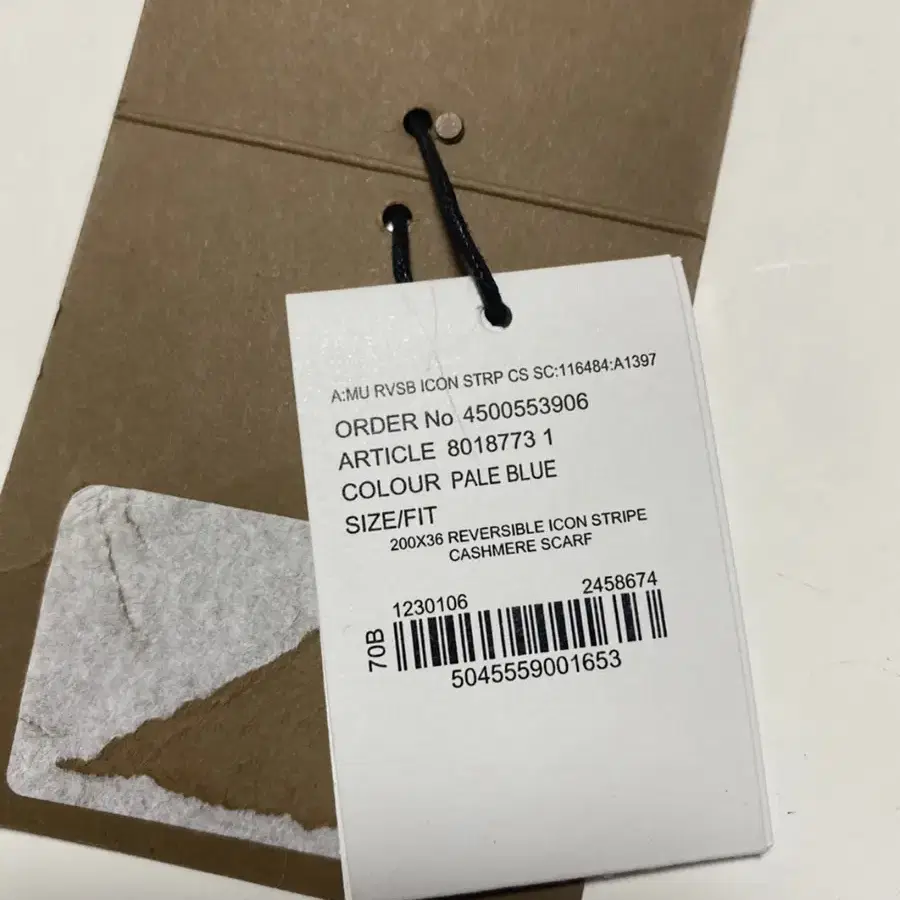 A:MU RVSB ICON STRP CS SC:116484:A1397
ORDER No 4500553906
ARTICLE 8018773 1
COLOUR PALE BLUE
SIZE/FIT
200X36 REVERSIBLE ICON STRIPE
CASHMERE SCARF
1230106 2458674
70B
5045559001653